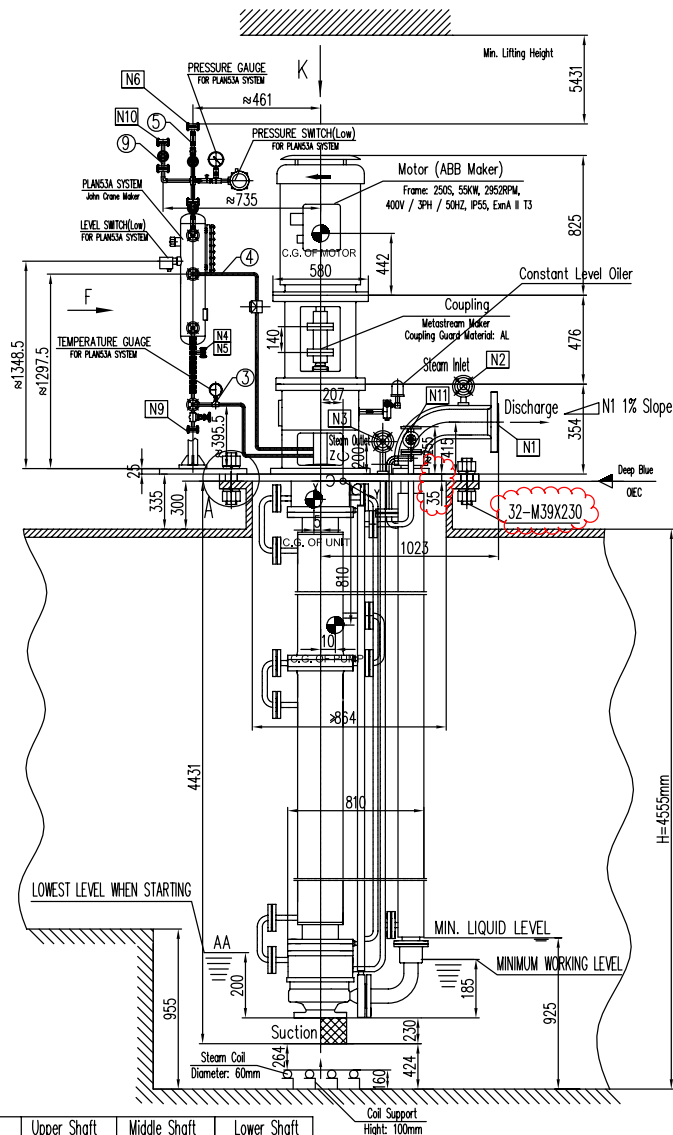 Min. Lifting Height
5431
K
N6
PRESSURE GAUGE
FOR PLAN53A SYSTEM
≈461
N10
5
9
PRESSURE SWITCH(Low)
FOR PLAN53A SYSTEM
≈735
Motor (ABB Maker)
Frame: 250S, 55KW, 2952RPM,
400V / 3PH / 50HZ, IP55, ExnA II T3
PLAN53A SYSTEM
John Crane Maker
LEVEL SWITCH(Low)
FOR PLAN53A SYSTEM
825
C.G. OF MOTOR
442
580
4
Constant Level Oiler
F
Coupling
Metastream Maker
Coupling Guard Material: AL
476
140
≈1348.5
≈1297.5
TEMPERATURE GUAGE
FOR PLAN53A SYSTEM
N4
N5
3
Steam Inlet
N2
207
N11
Discharge
N1 1% Slope
N9
N3
Steam Outlet
N1
354
≈395.5
200
415
Z
25
335
300
A
35
Deep Blue
OIEC
32-M39X230
Y
5
C.G. OF UNIT
1023
810
10
C.G. OF PUMP
≥864
4431
810
H=4555mm
LOWEST LEVEL WHEN STARTING
AA
MIN. LIQUID LEVEL
MINIMUM WORKING LEVEL
200
185
955
925
Suction
230
264
424
Steam Coil
Diameter: 60mm
160
Coil Support
Hight: 100mm
Upper Shaft Middle Shaft Lower Shaft